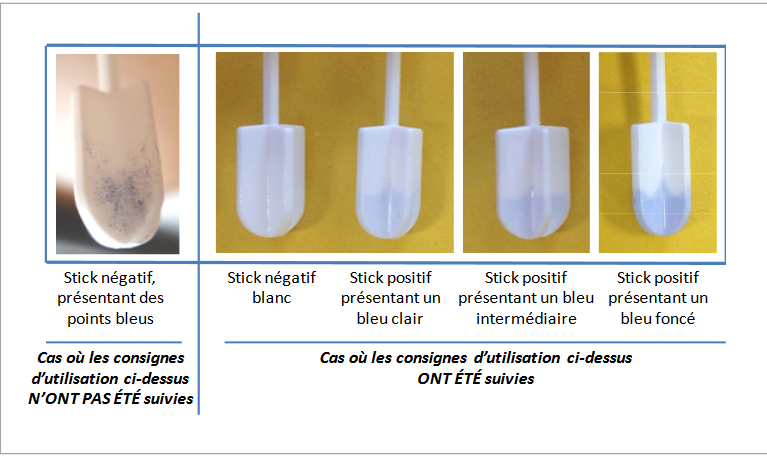 Stick négatif,
présentant des
points bleus
Stick négatif
blanc
Stick positif
présentant un
bleu clair
Stick positif
présentant un bleu
intermédiaire
Stick positif
présentant un
bleu foncé
Cas où les consignes
d'utilisation ci-dessus
N'ONT PAS ÉTÉ suivies
Cas où les consignes d'utilisation ci-dessus
ONT ÉTÉ suivies